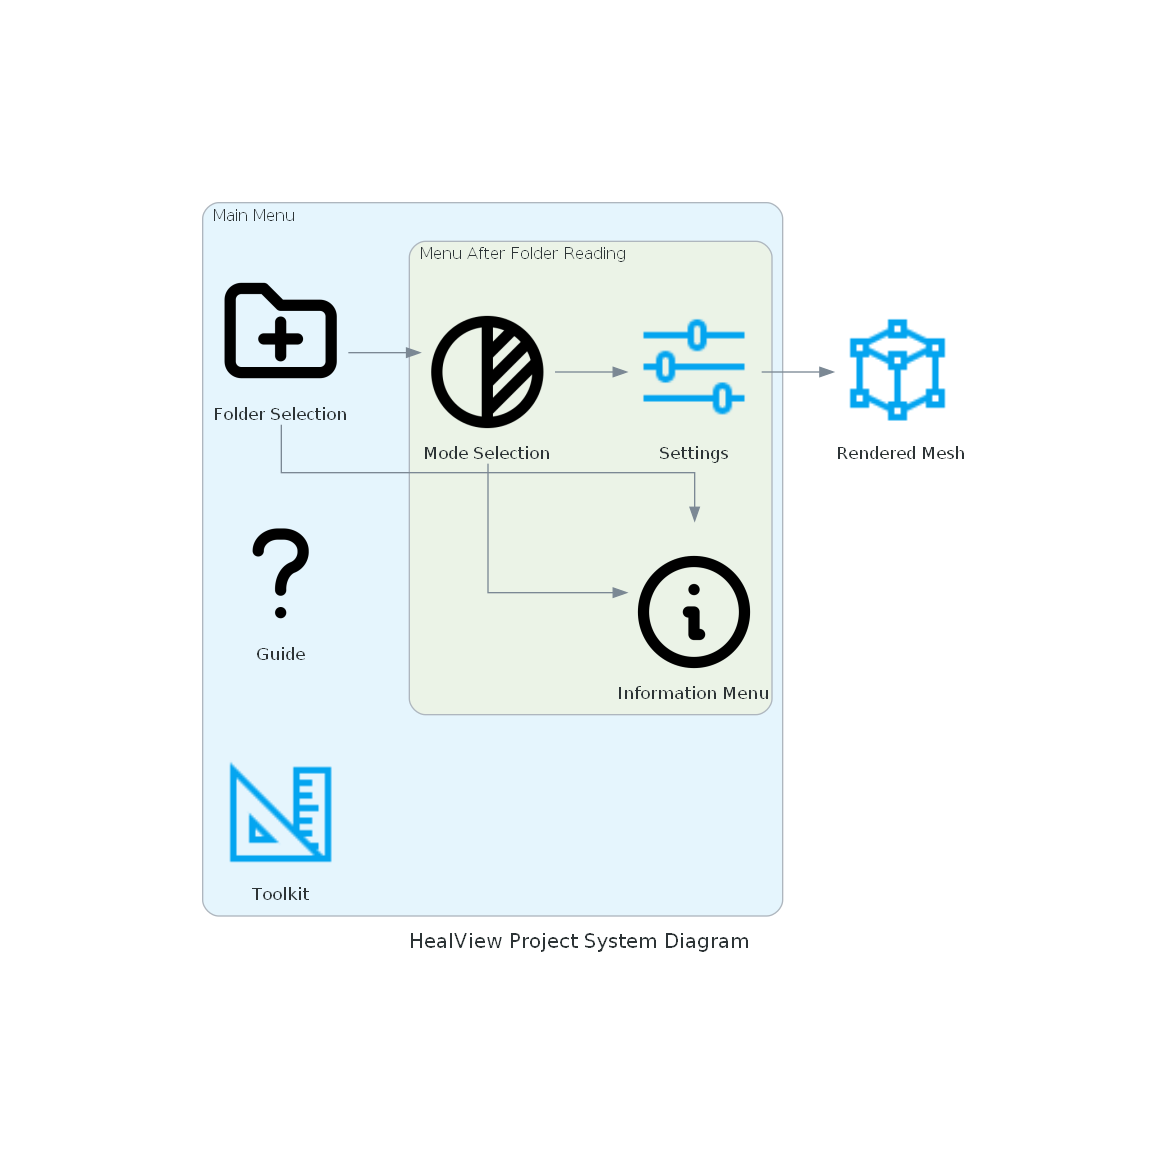 Main Menu
Menu After Folder Reading
Folder Selection
Mode Selection
Settings
Rendered Mesh
Guide
Information Menu
Toolkit
HealView Project System Diagram